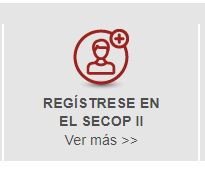 REGÍSTRESE EN
EL SECOP II
Ver más >>